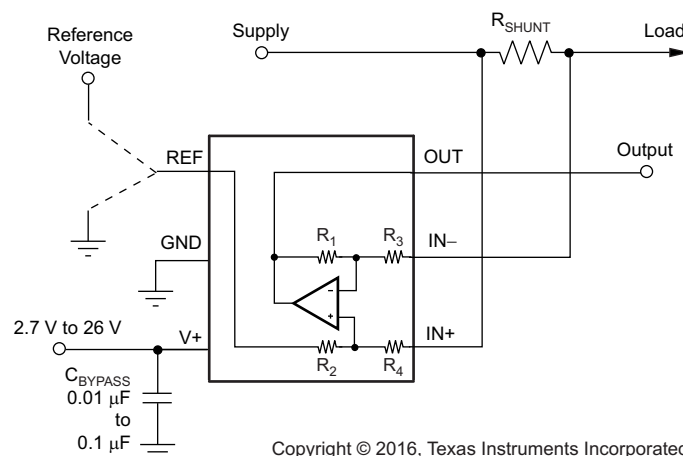 Reference
Voltage
Supply
RSHUNT
Load
REF
OUT
Output
GND
R1
R3
IN−
−
+
2.7 V to 26 V
V+
R2
R4
IN+
CBYPASS
0.01 µF
to
0.1 µF
Copyright © 2016, Texas Instruments Incorporated